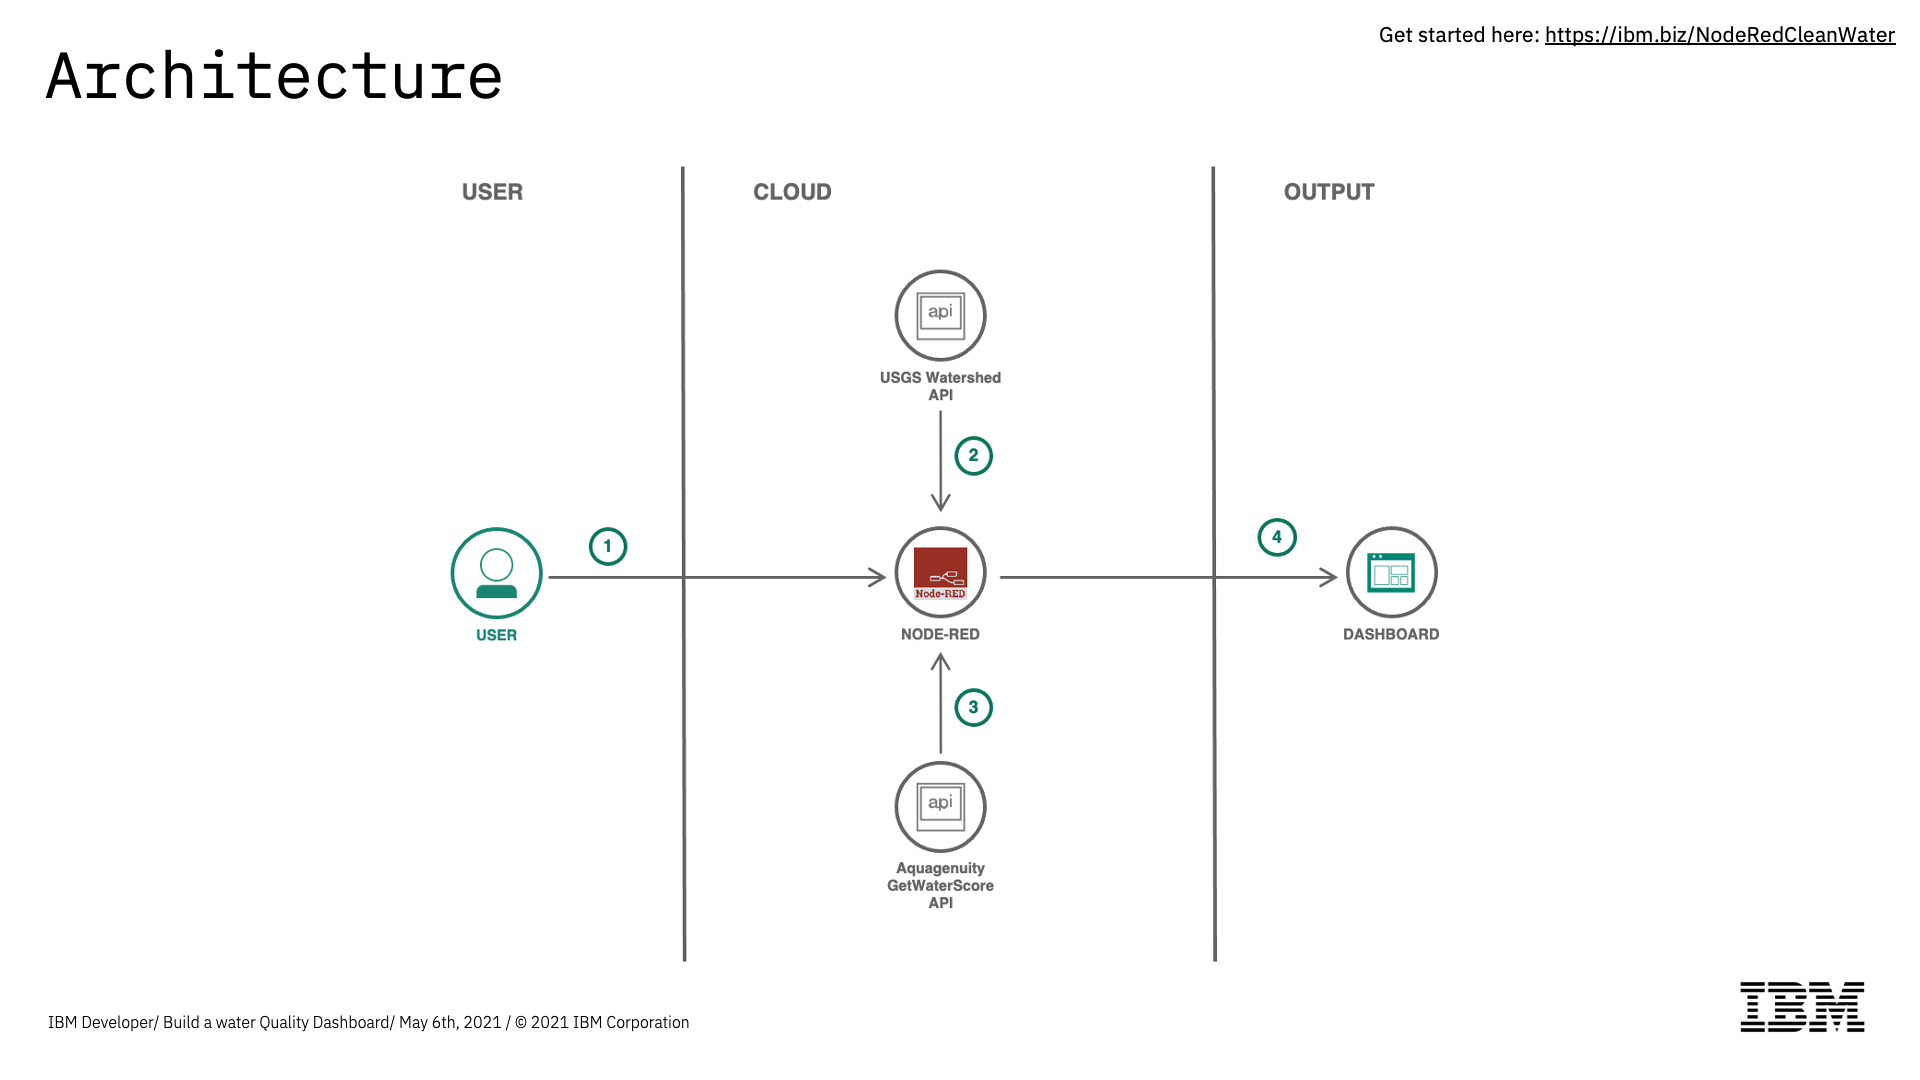 Get started here: https://ibm.biz/NodeRedCleanWater
Architecture
USER
CLOUD
OUTPUT
api
USGS Watershed
API
2
1
4
Node-RED
USER
NODE-RED
DASHBOARD
3
api
Aquagenuity
GetWaterScore
API
IBM Developer/ Build a water Quality Dashboard/ May 6th, 2021 / © 2021 IBM Corporation
IBM